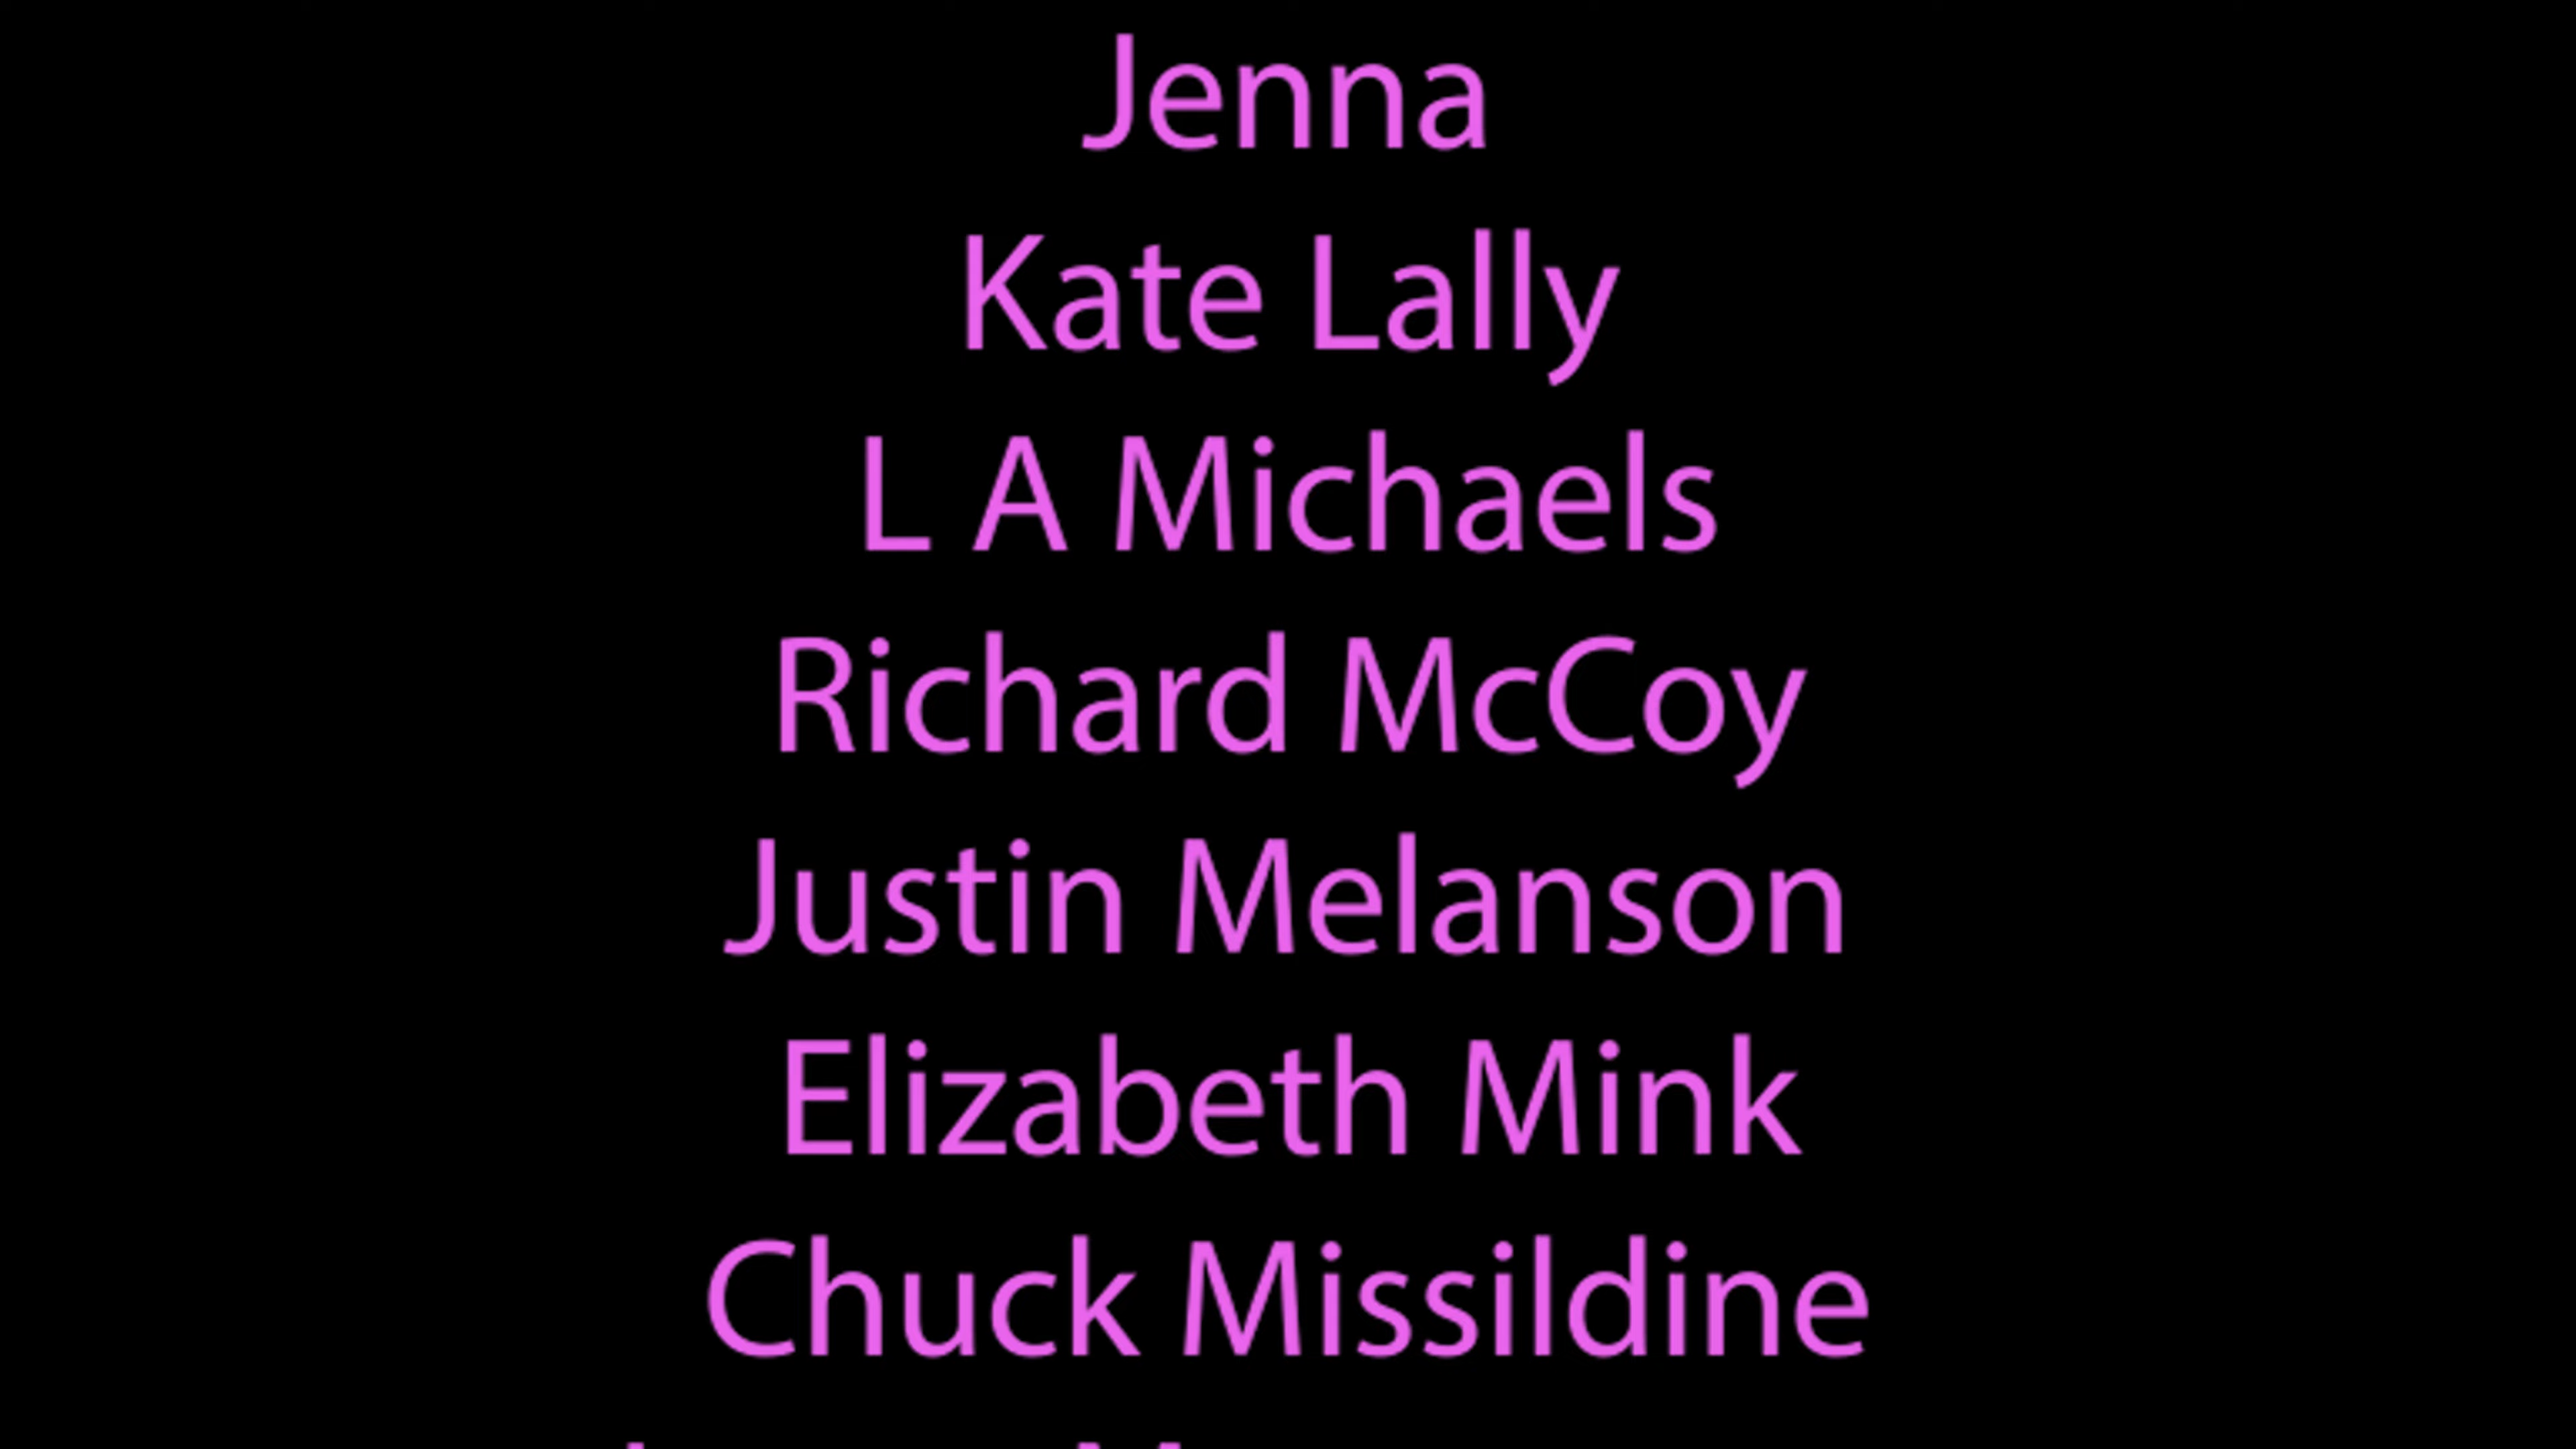 Jenna
Kate Lally
L A Michaels
Richard McCoy
Justin Melanson
Elizabeth Mink
Chuck Missildine